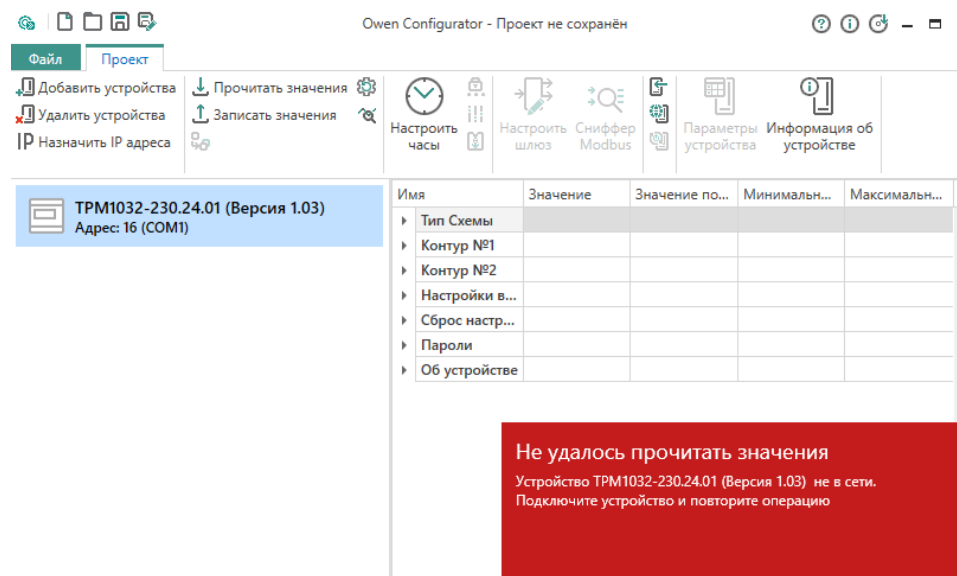 Owen Configurator - Проект не сохранён
Файл
Проект
Добавить устройства
Удалить устройства
IP Назначить IP адреса
Прочитать значения
Записать значения
Настроить
часы
Настроить
шлюз
Сниффер
Modbus
Параметры
устройства
Информация об
устройстве
ТРМ1032-230.24.01 (Версия 1.03)
Адрес: 16 (COM1)
Имя
Значение
Значение по...
Минимальн...
Максимальн...
Тип Схемы
Контур №1
Контур №2
Настройки в...
Сброс настр...
Пароли
Об устройстве
Не удалось прочитать значения
Устройство ТРМ1032-230.24.01 (Версия 1.03) не в сети.
Подключите устройство и повторите операцию